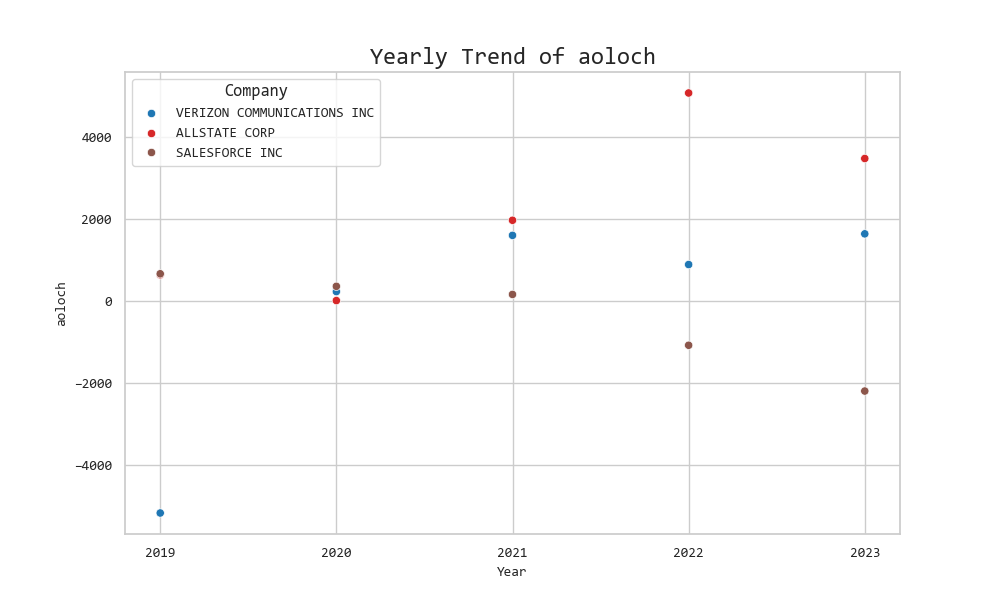 Yearly Trend of aoloch
Company
VERIZON COMMUNICATIONS INC
ALLSTATE CORP
SALESFORCE INC
4000
2000
0
−2000
−4000
aoloch
2019 2020 2021 2022 2023
Year